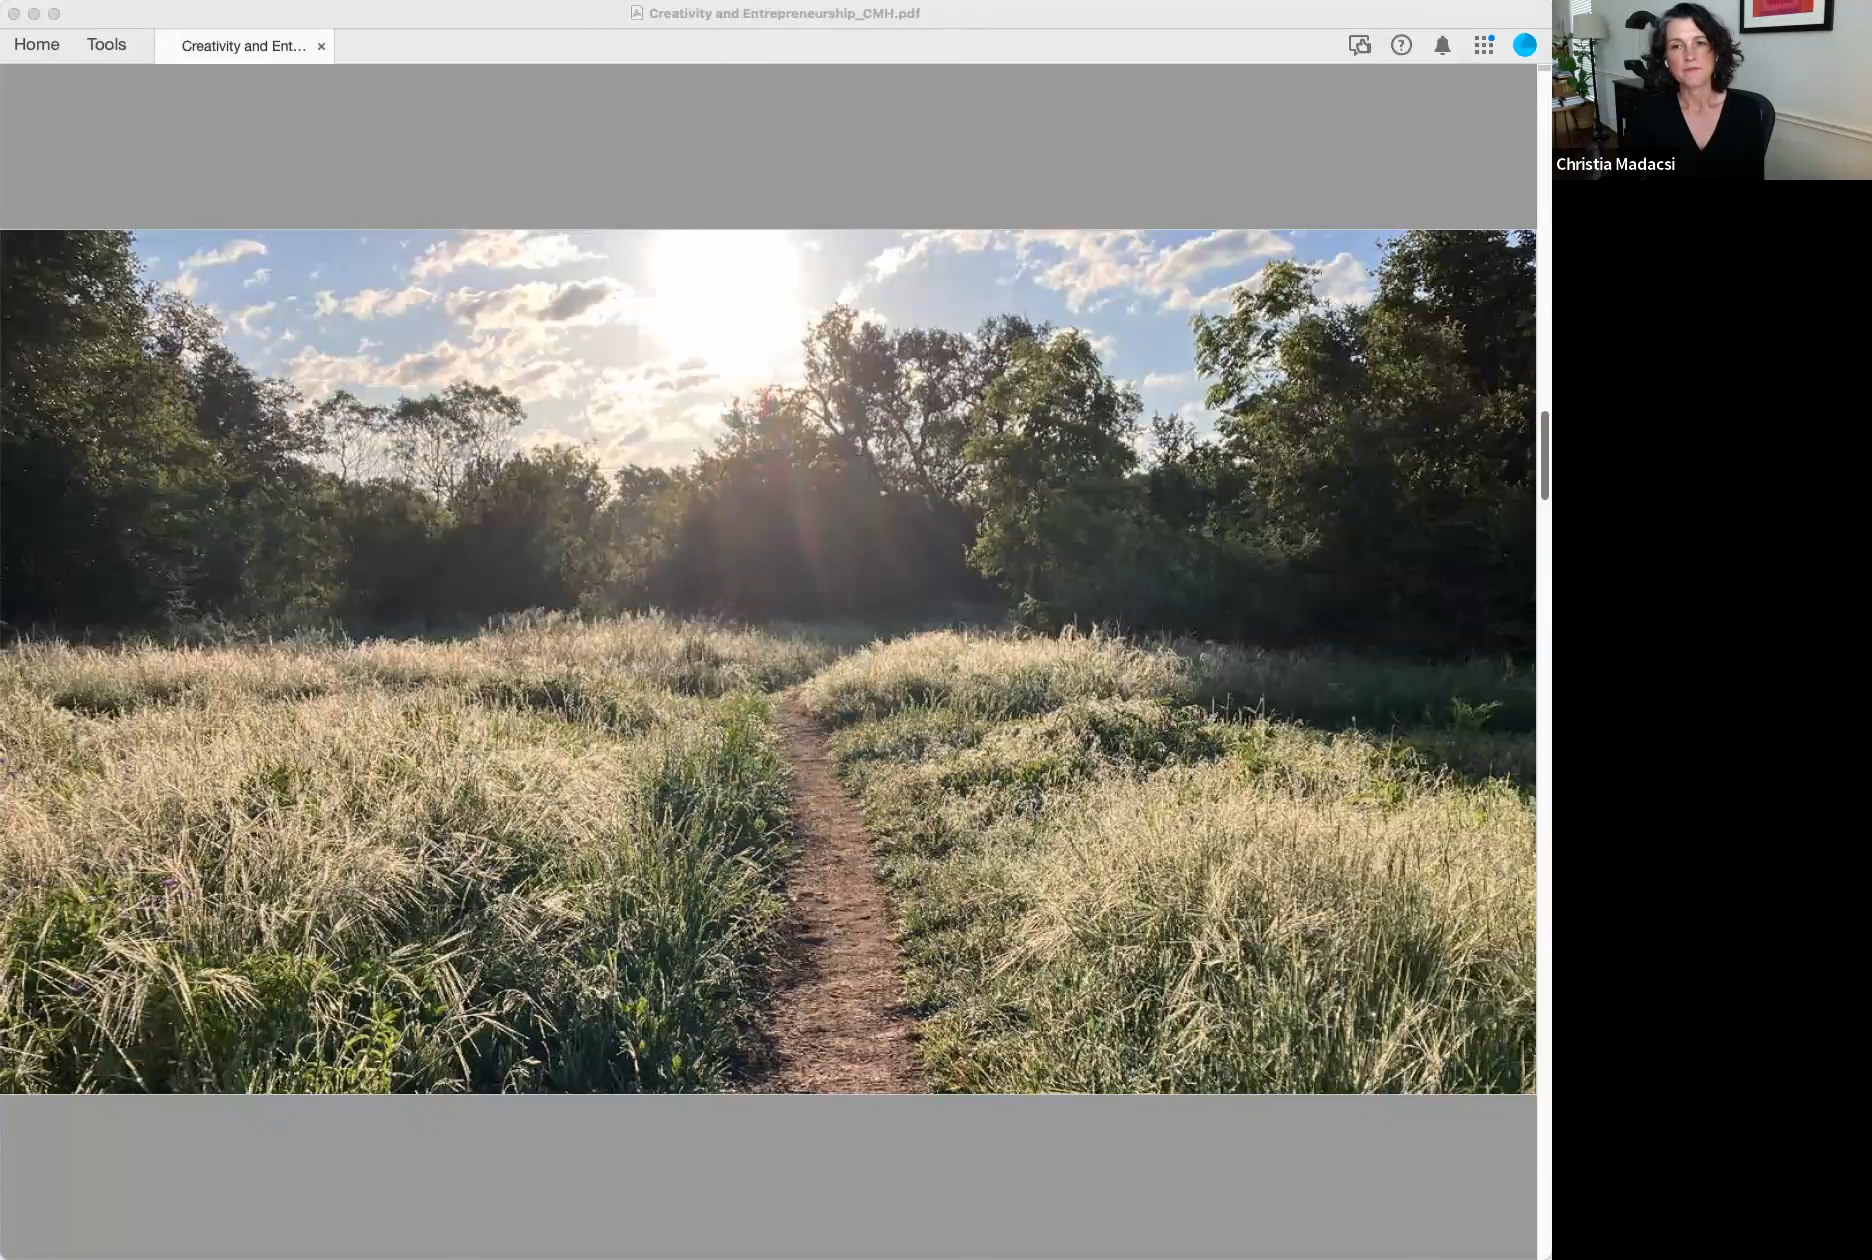 Creativity and Entrepreneurship_CMH.pdf
Home
Tools
Creativity and Ent...
Christia Madacsi